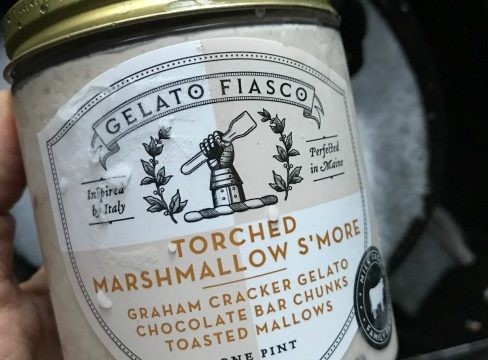 GELATO FIASCO
Inspired
by Italy
Perfected
in Maine
TORCHED
MARSHMALLOW S'MORE
GRAHAM CRACKER GELATO
CHOCOLATE BAR CHUNKS
TOASTED MALLOWS
ONE PINT